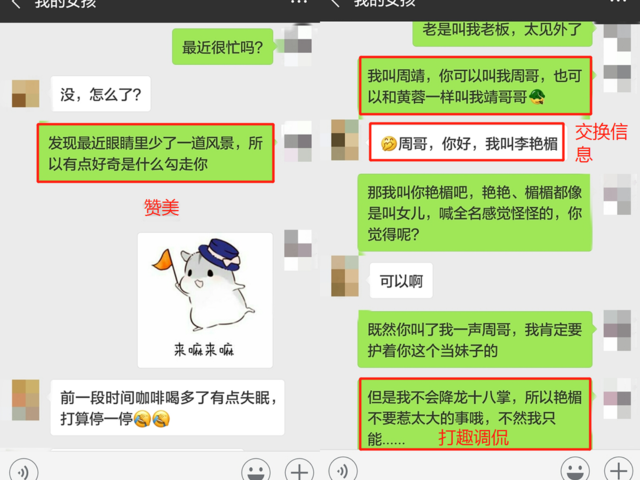 我的女孩
最近很忙吗?
没，怎么了?
发现最近眼睛里少了一道风景，所
以有点好奇是什么勾走你
赞美
来嘛来嘛
前一段时间咖啡喝多了有点失眠，
打算停一停
我的女孩
老是叫我老板，太见外了
我叫周靖，你可以叫我周哥，也可
以和黄蓉一样叫我靖哥哥
周哥，你好，我叫李艳楣
交换信
息
那我叫你艳楣吧，艳艳、楣楣都像
是叫女儿，喊全名感觉怪怪的，你
觉得呢?
可以啊
既然你叫了我一声周哥，我肯定要
护着你这个当妹子的
但是我不会降龙十八掌，所以艳楣
不要惹太大的事哦，不然我只
能......
打趣调侃